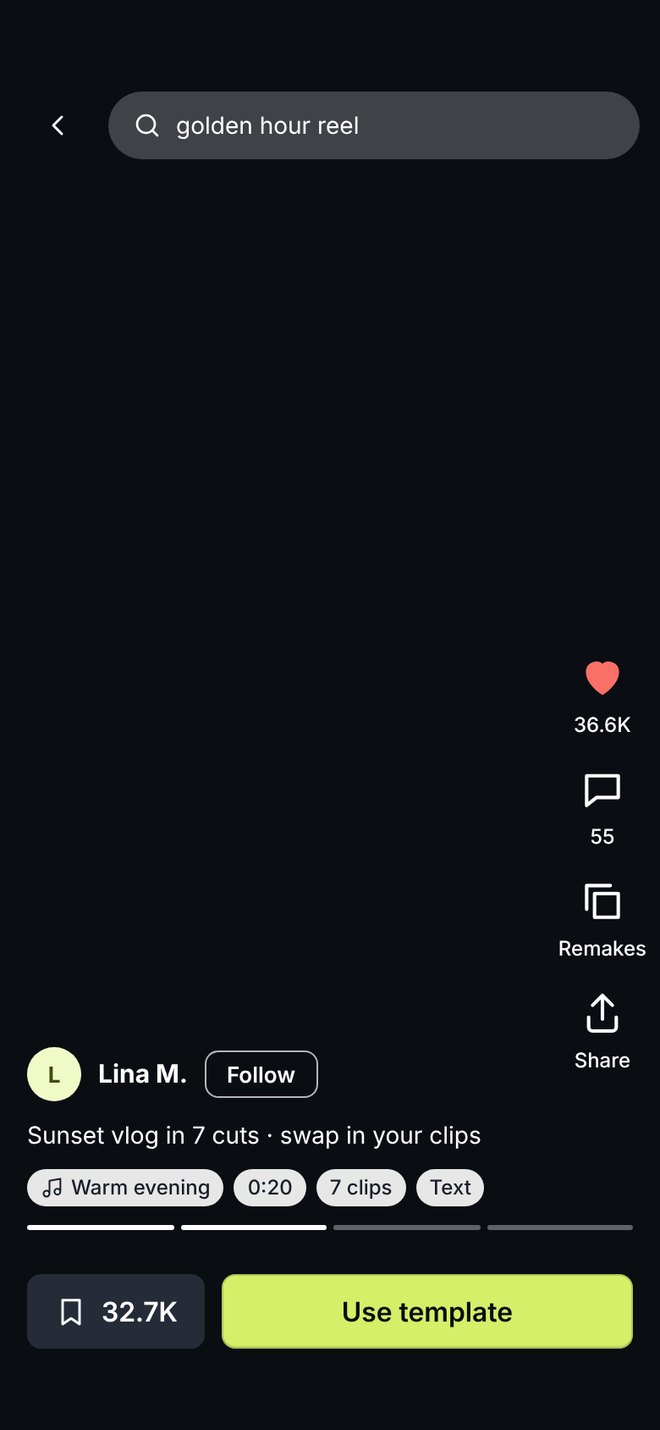 golden hour reel
36.6K
55
Remakes
Share
L Lina M. Follow
Sunset vlog in 7 cuts · swap in your clips
Warm evening 0:20 7 clips Text
32.7K Use template